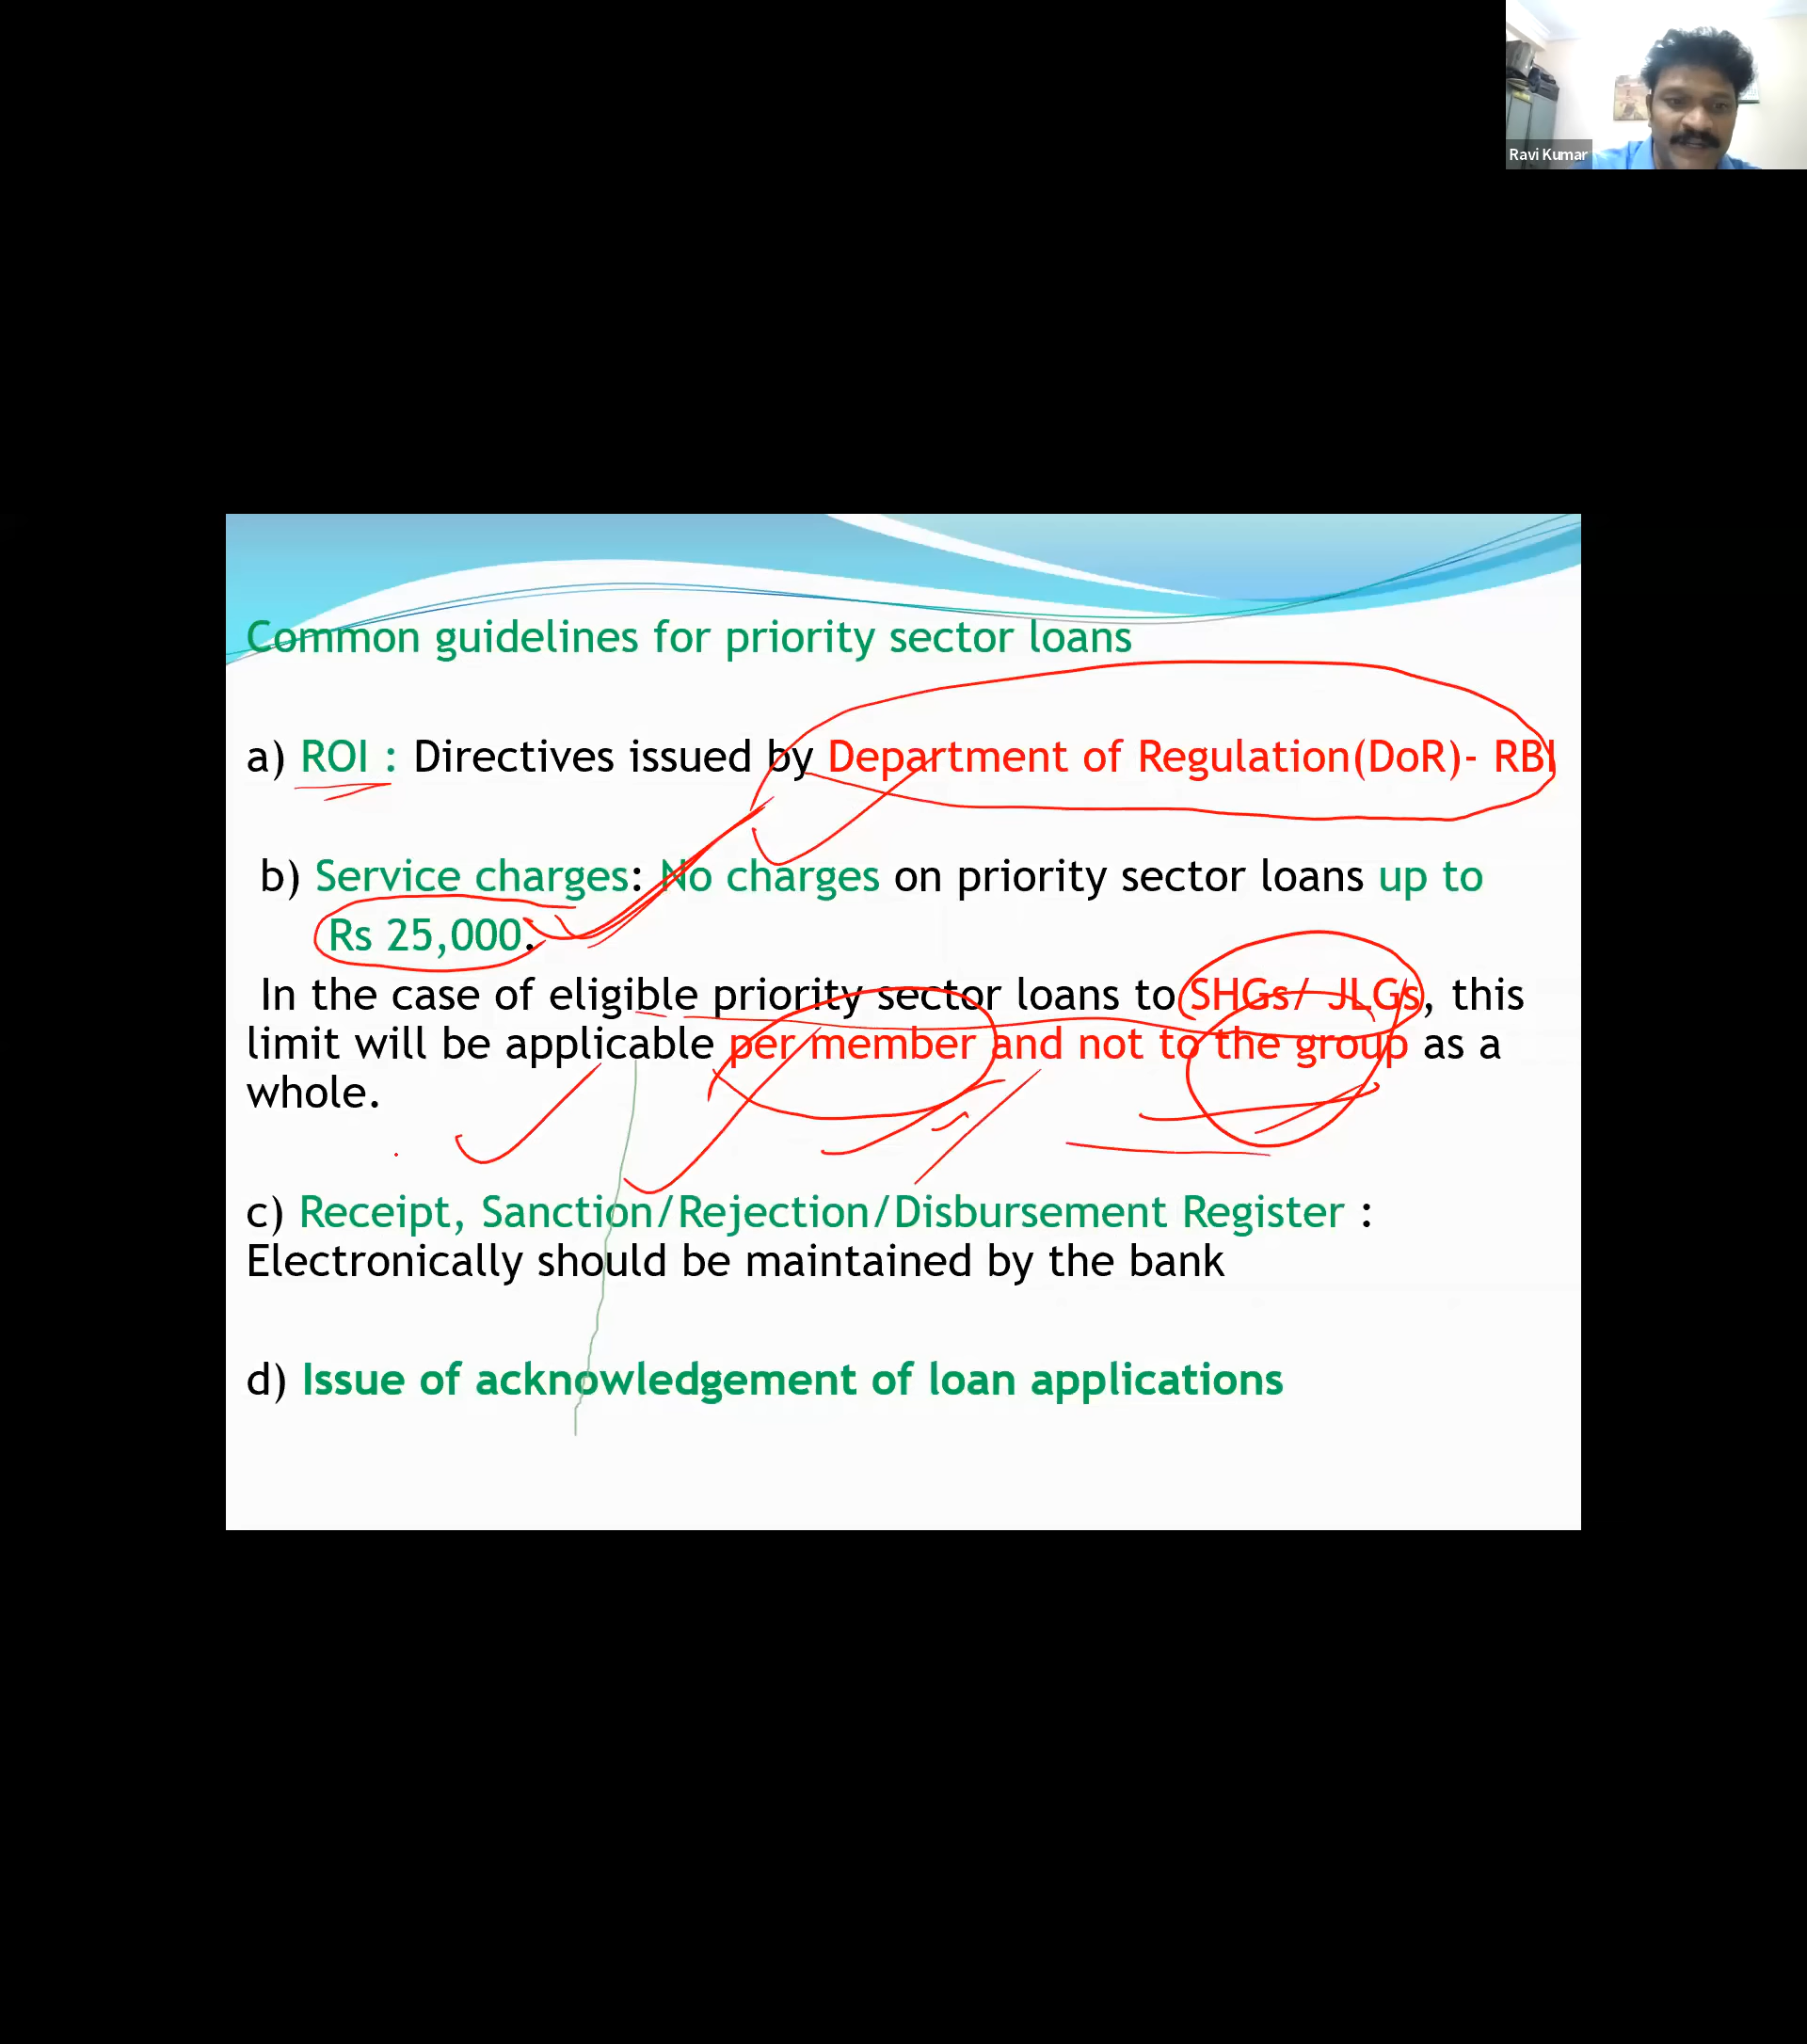 Ravi Kumar
Common guidelines for priority sector loans
a) ROI : Directives issued by Department of Regulation(DoR)- RBI
b) Service charges: No charges on priority sector loans up to
Rs 25,000.
In the case of eligible priority sector loans to SHGs/ JLGs, this
limit will be applicable per member and not to the group as a
whole.
c) Receipt, Sanction/Rejection/Disbursement Register :
Electronically should be maintained by the bank
d) Issue of acknowledgement of loan applications